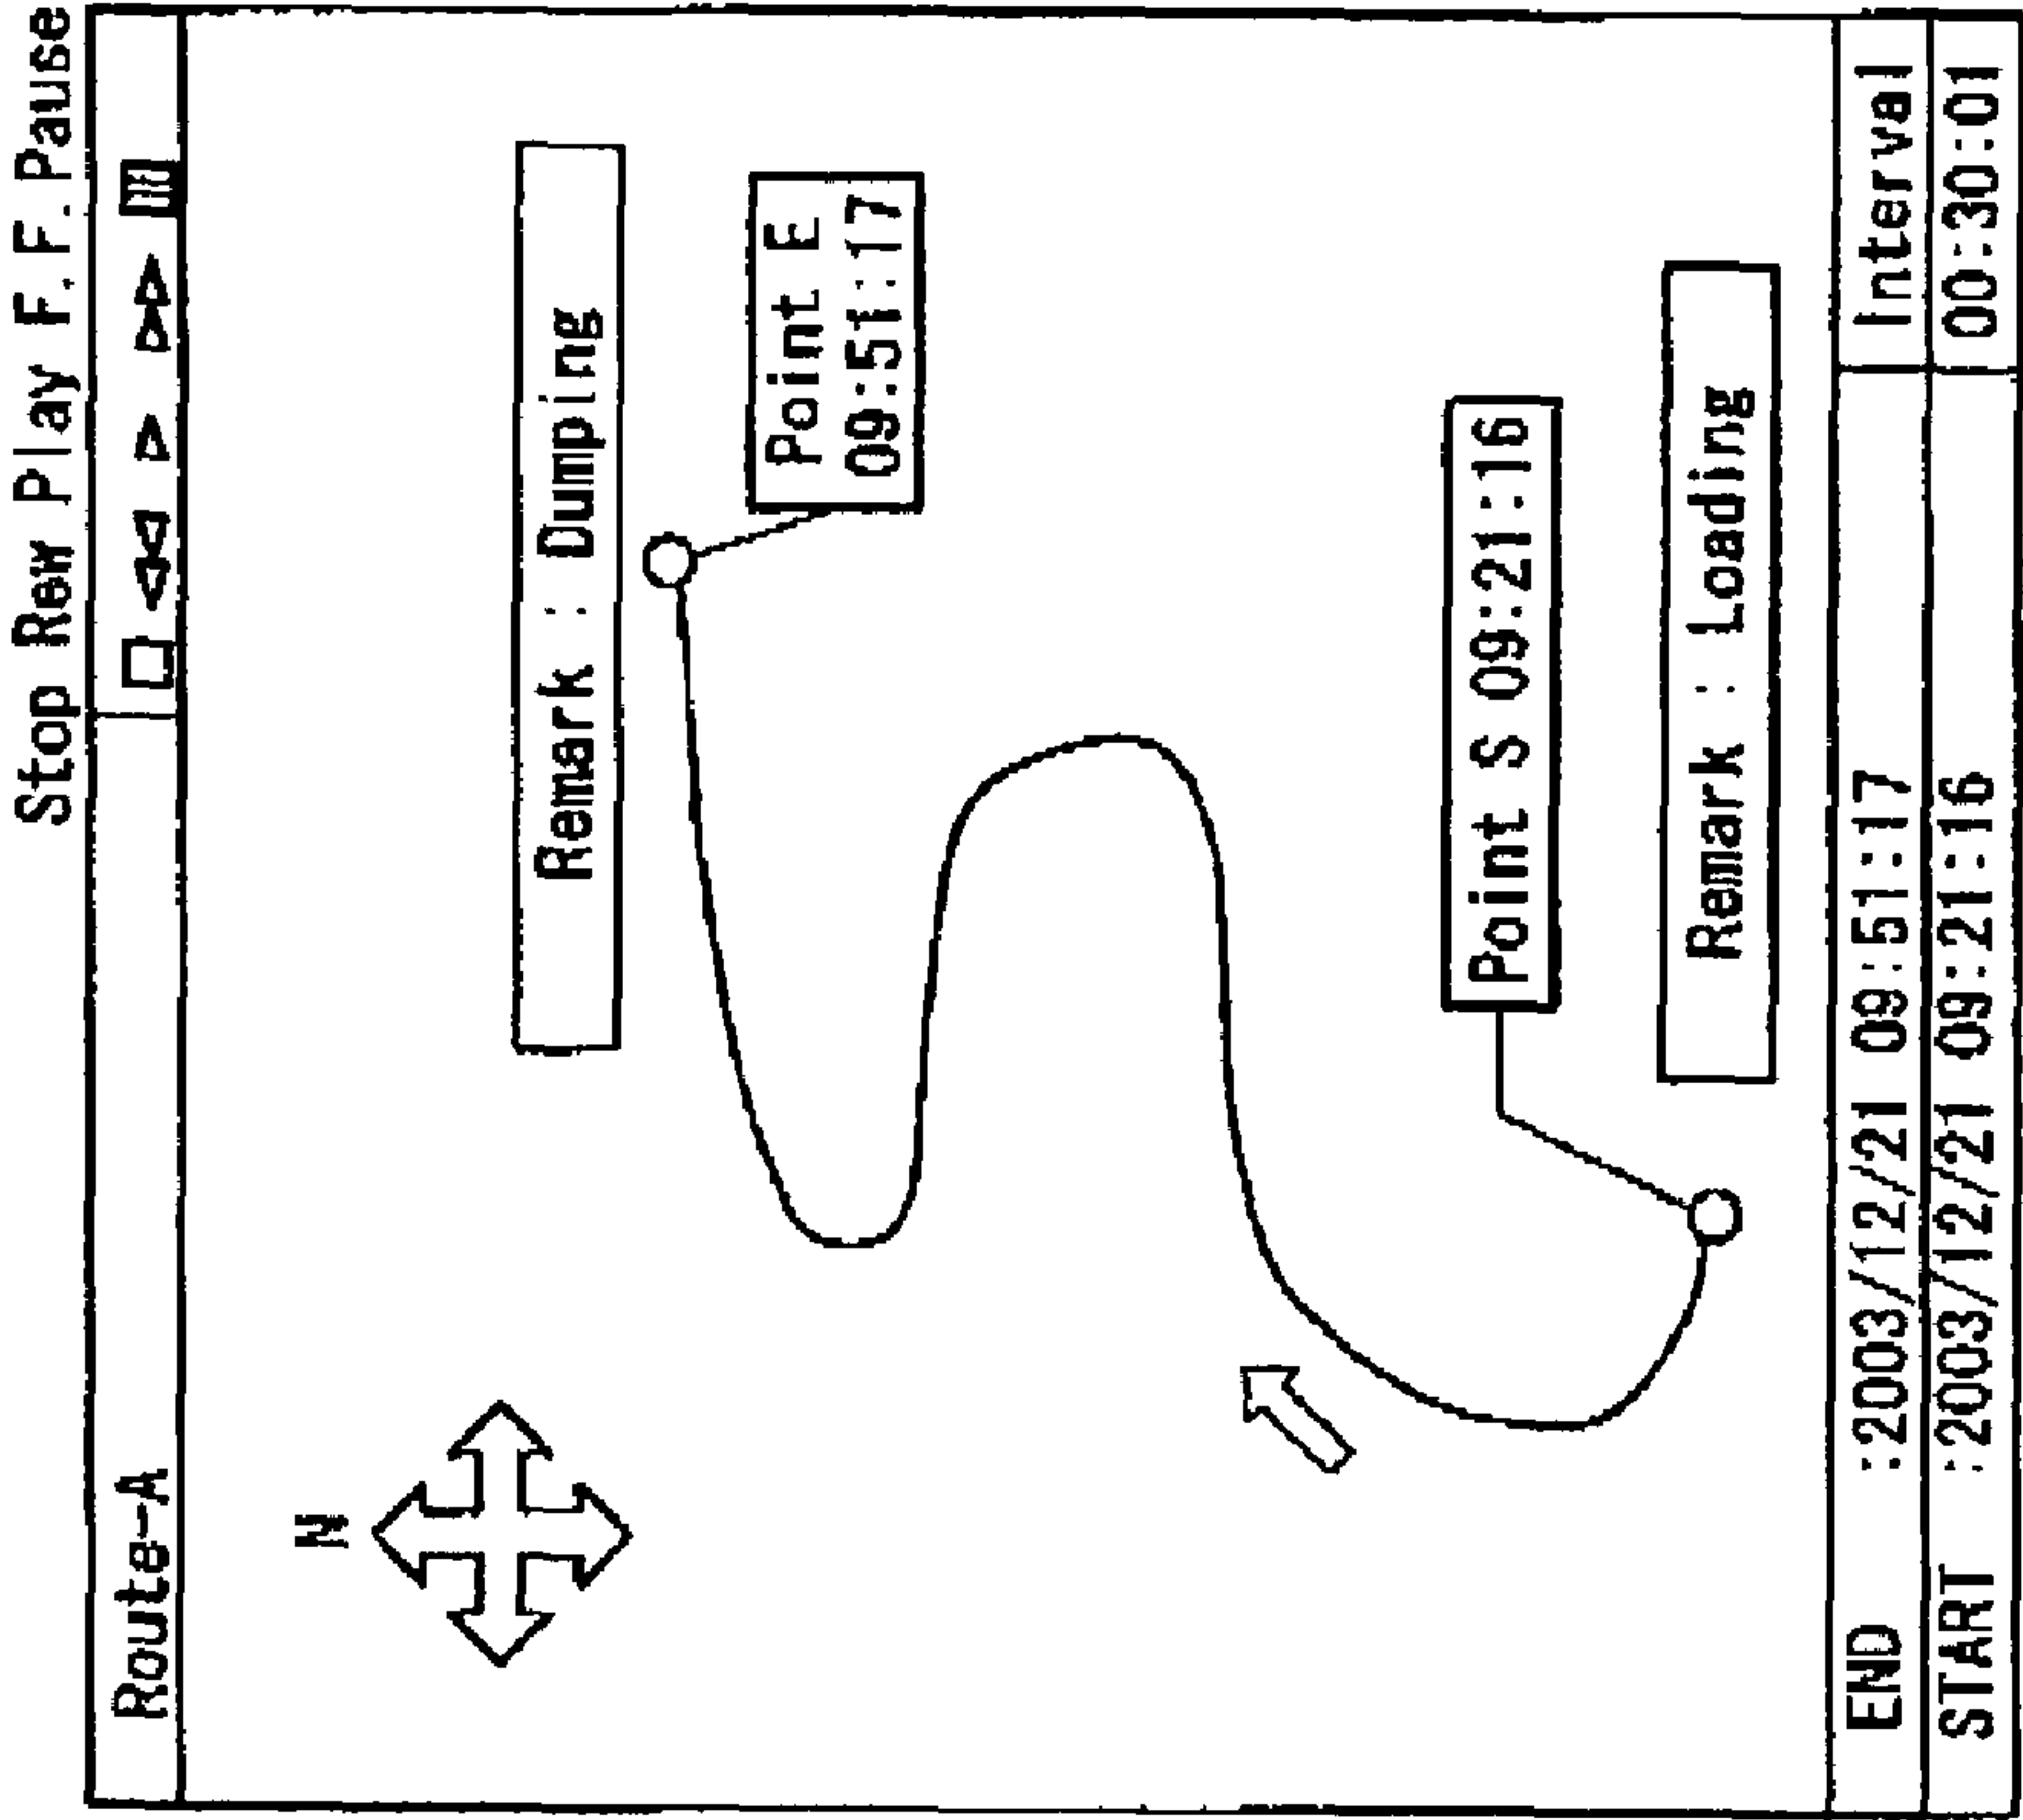 Stop Rew Play F.F. Pause
Route-A
N
Remark : Dumping
Point E
09:51:17
Point S 09:21:16
Remark : Loading
END :2003/12/21 09:51:17 Interval
START :2003/12/21 09:21:16 00:30:01